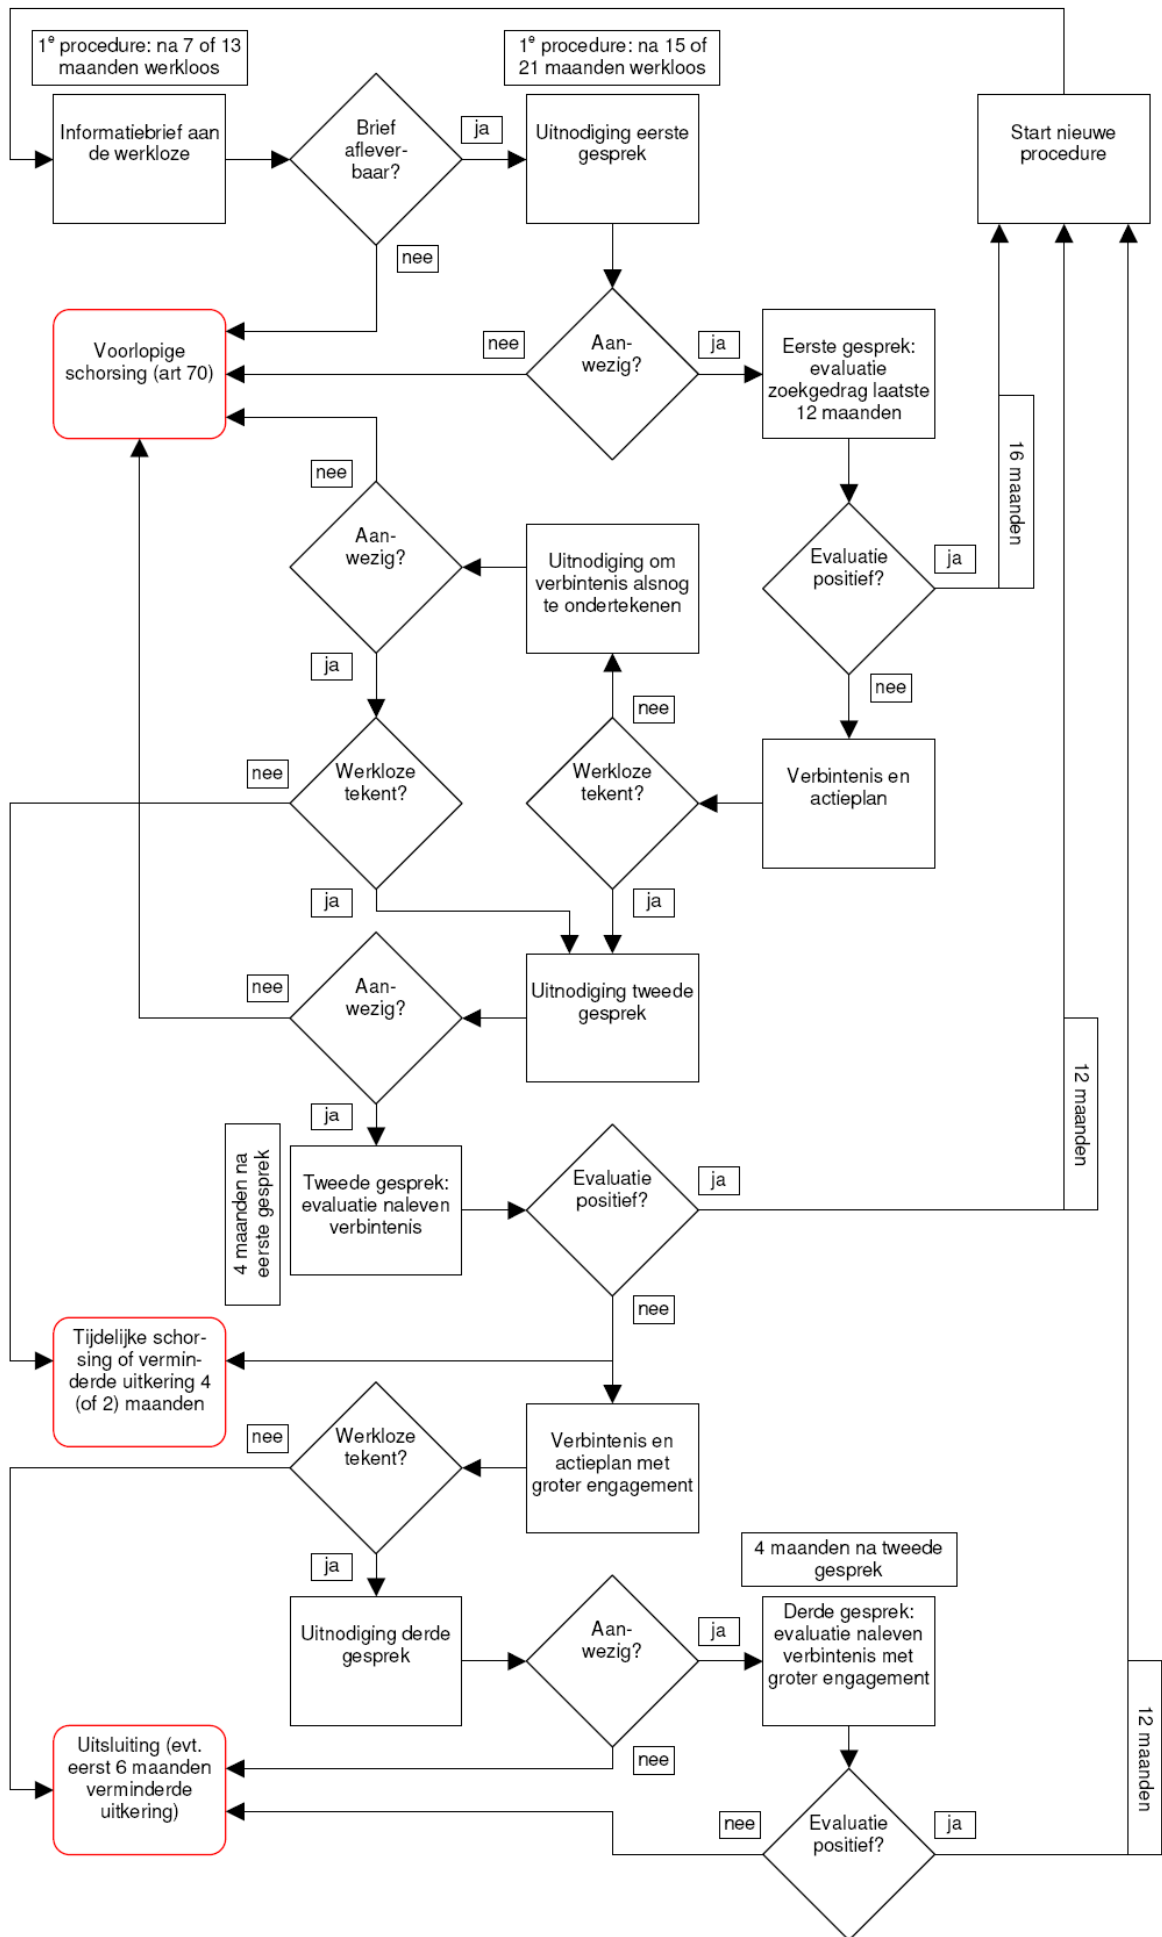 1e procedure: na 7 of 13
maanden werkloos
1e procedure: na 15 of
21 maanden werkloos
Informatiebrief aan
de werkloze
Brief
aflever-
baar?
ja
Uitnodiging eerste
gesprek
Start nieuwe
procedure
nee
Voorlopige
schorsing (art 70)
nee
Aan-
wezig?
ja
Eerste gesprek:
evaluatie
zoekgedrag laatste
12 maanden
16 maanden
nee
Aan-
wezig?
Uitnodiging om
verbintenis alsnog
te ondertekenen
Evaluatie
positief?
ja
ja
nee
nee
nee
Werkloze
tekent?
Werkloze
tekent?
Verbintenis en
actieplan
ja
ja
nee
Aan-
wezig?
Uitnodiging tweede
gesprek
12 maanden
ja
4 maanden na
eerste gesprek
Tweede gesprek:
evaluatie naleven
verbintenis
Evaluatie
positief?
ja
nee
Tijdelijke schor-
sing of vermin-
derde uitkering 4
(of 2) maanden
nee
Werkloze
tekent?
Verbintenis en
actieplan met
groter engagement
4 maanden na tweede
gesprek
ja
Uitnodiging derde
gesprek
Aan-
wezig?
ja
Derde gesprek:
evaluatie naleven
verbintenis met
groter engagement
12 maanden
nee
Uitsluiting (evt.
eerst 6 maanden
verminderde
uitkering)
nee
Evaluatie
positief?
ja